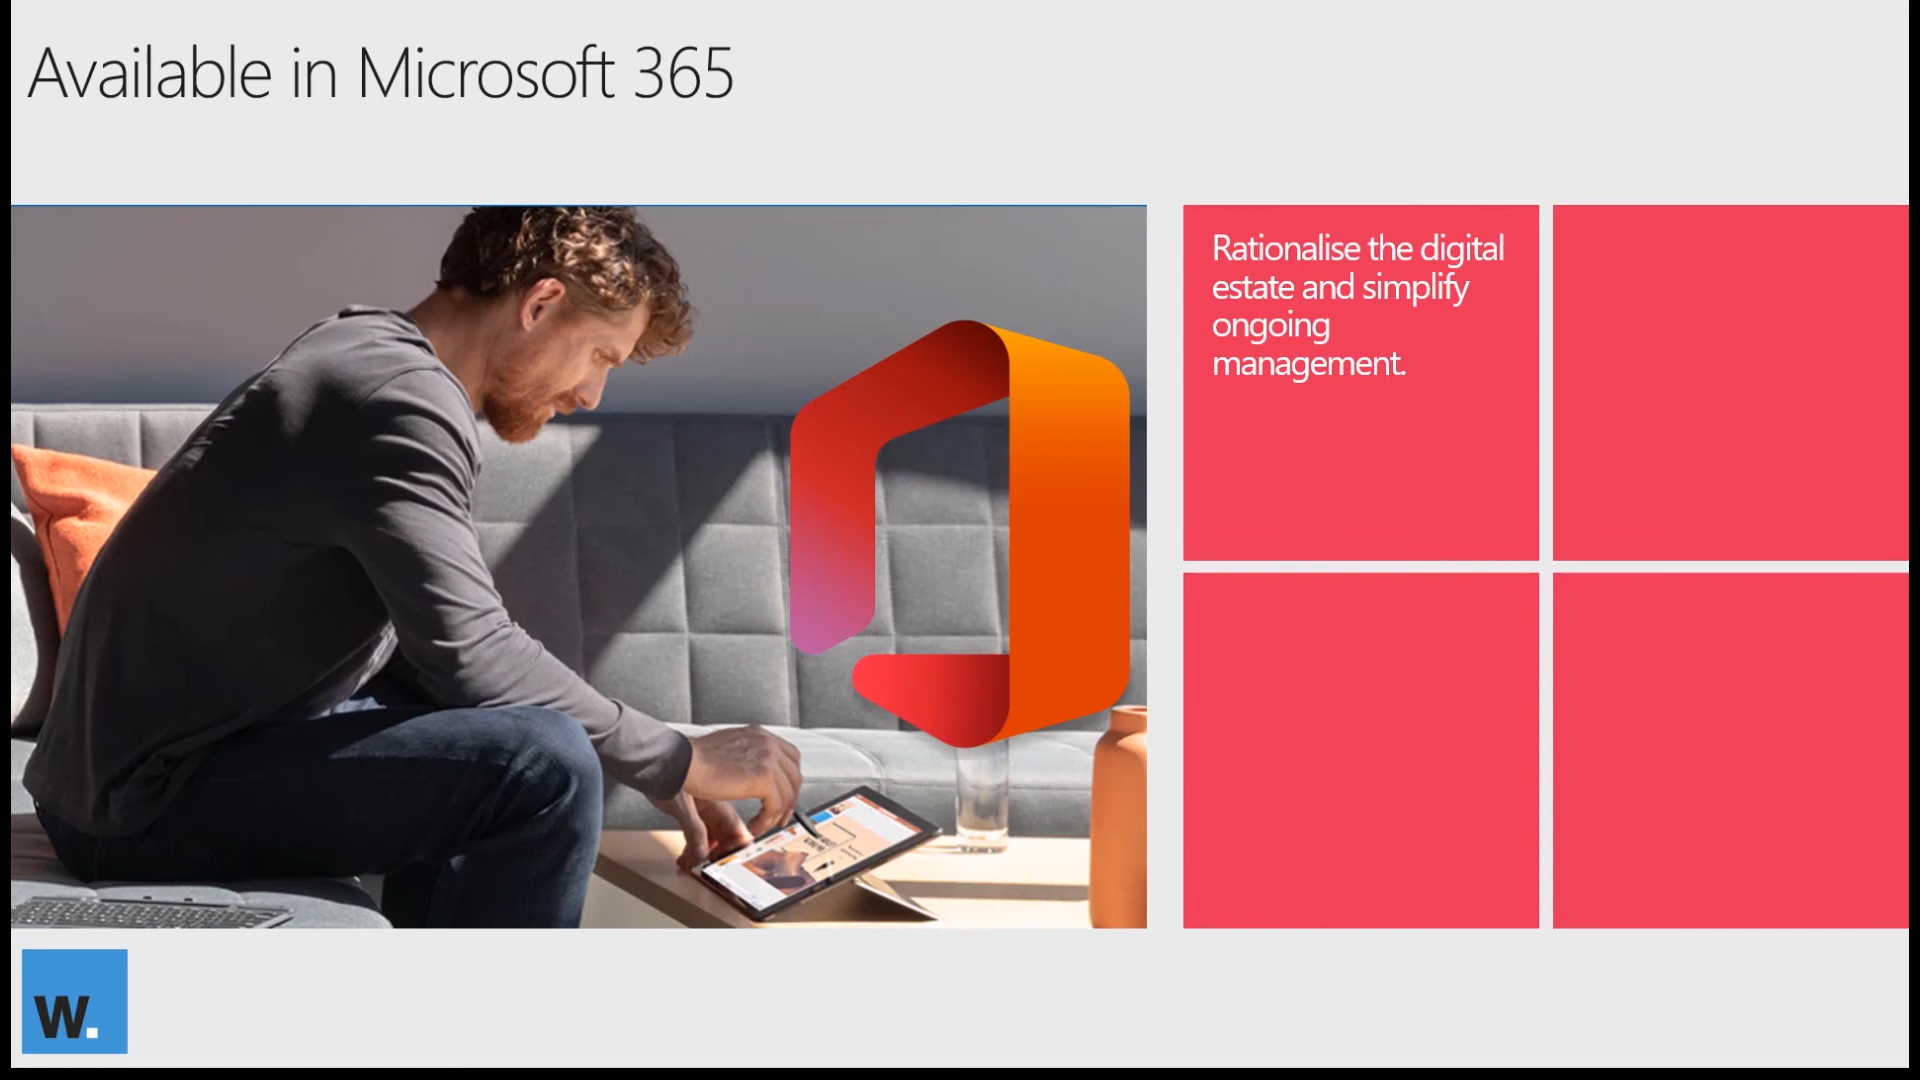 Available in Microsoft 365
Rationalise the digital
estate and simplify
ongoing
management.
W.